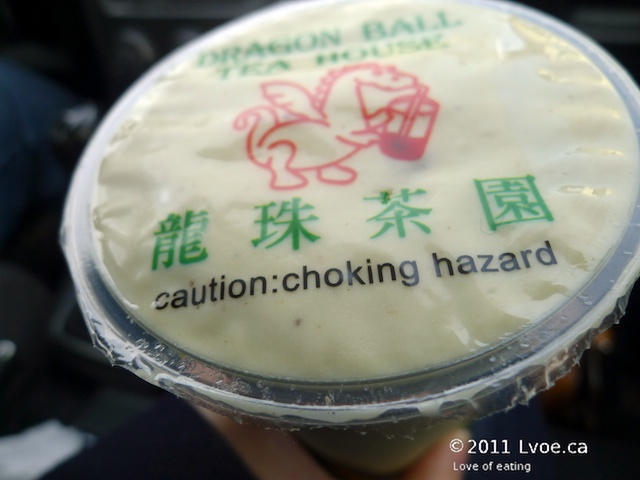 DRAGON BALL
TEA HOUSE
龍珠茶園
caution:choking hazard
© 2011 Lvoe.ca
Love of eating